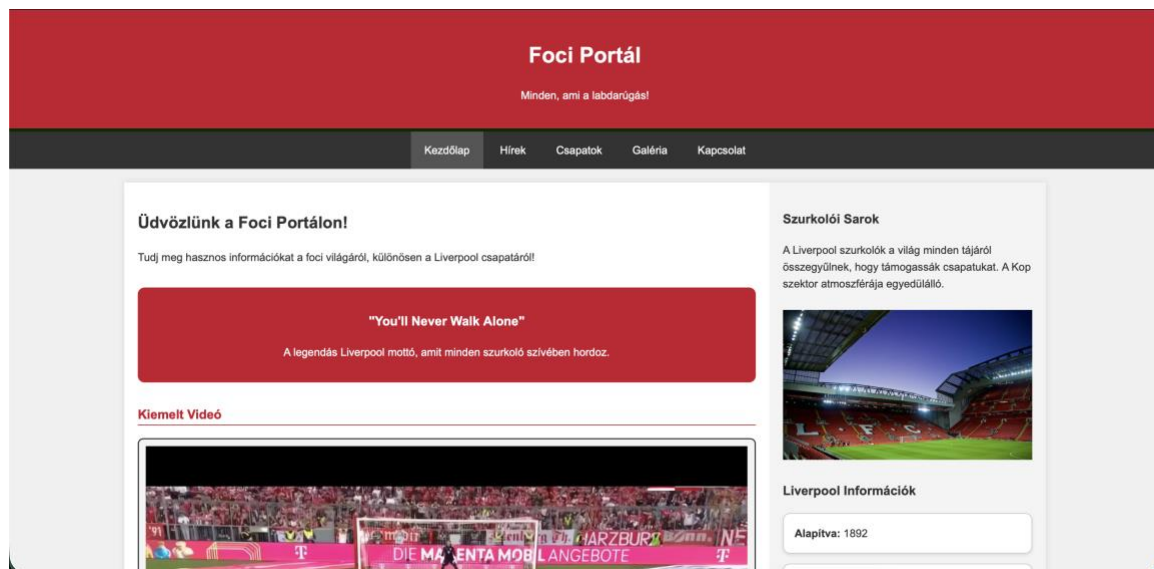 Foci Portál
Minden, ami a labdarúgás!
Kezdőlap Hírek Csapatok Galéria Kapcsolat
Üdvözlünk a Foci Portálon!
Tudj meg hasznos információkat a foci világáról, különösen a Liverpool csapatáról!
"You'll Never Walk Alone"
A legendás Liverpool mottó, amit minden szurkoló szívében hordoz.
Kiemelt Videó
'91
T DIE MAGENTA MOBIL ANGEBOTE T
Szurkolói Sarok
A Liverpool szurkolók a világ minden tájáról
összegyűlnek, hogy támogassák csapatukat. A Kop
szektor atmoszférája egyedülálló.
L F C
Liverpool Információk
Alapítva: 1892